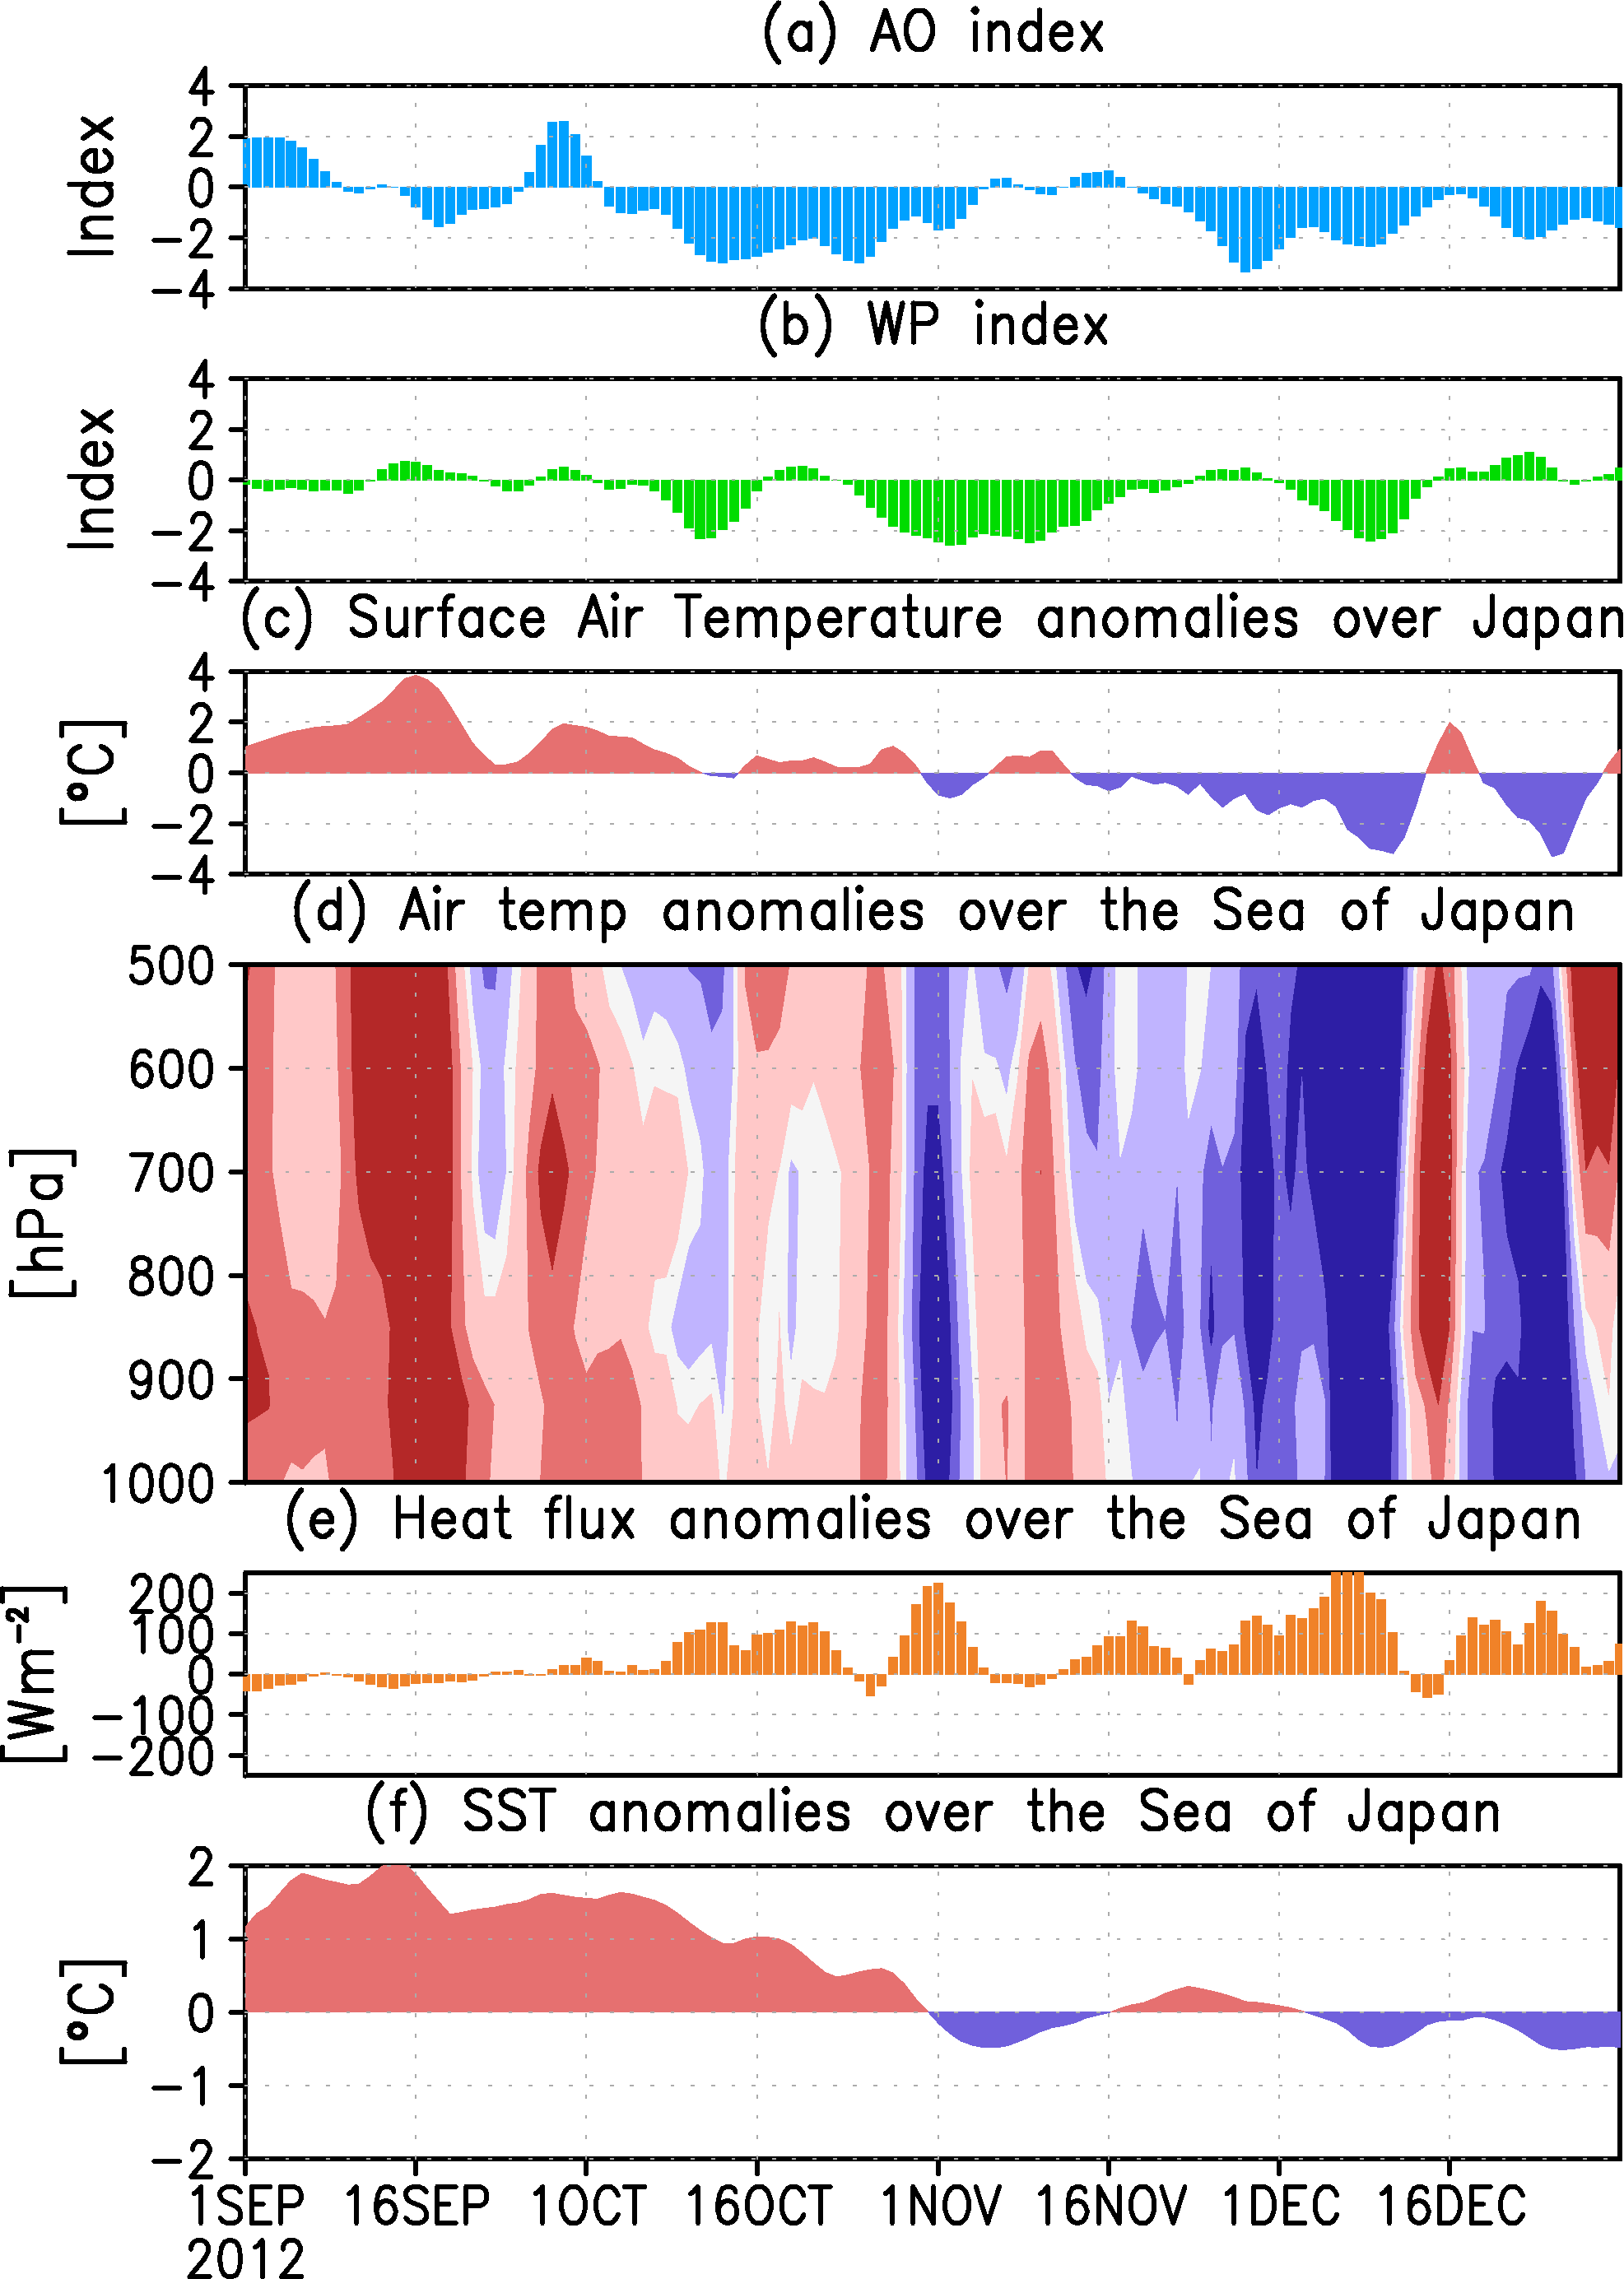 (a) AO index
4
2
0
−2
−4
Index
(b) WP index
4
2
0
−2
−4
Index
(c) Surface Air Temperature anomalies over Japan
4
2
0
−2
−4
[°C]
(d) Air temp anomalies over the Sea of Japan
500
600
700
800
900
1000
[hPa]
(e) Heat flux anomalies over the Sea of Japan
200
100
0
−100
−200
[Wm⁻²]
(f) SST anomalies over the Sea of Japan
2
1
0
−1
−2
[°C]
1SEP 16SEP 1OCT 16OCT 1NOV 16NOV 1DEC 16DEC
2012